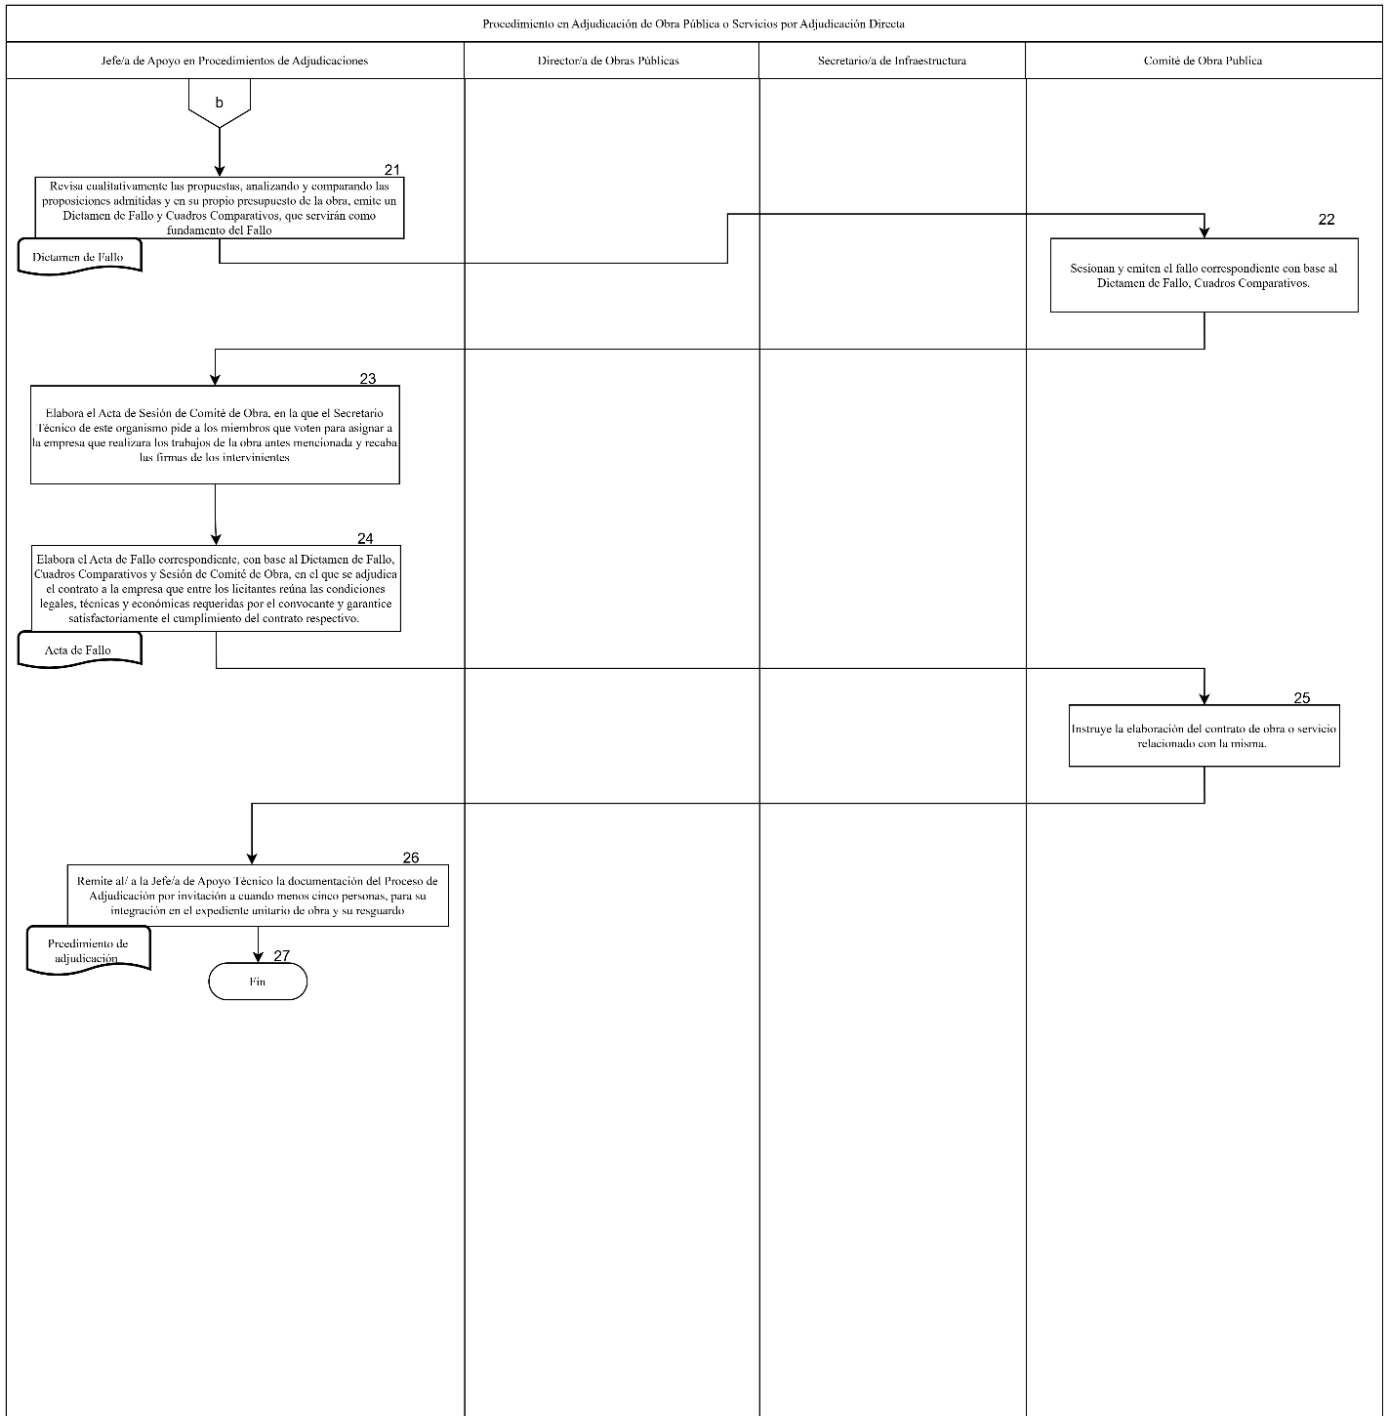 Procedimiento en Adjudicación de Obra Pública o Servicios por Adjudicación Directa
Jefe/a de Apoyo en Procedimientos de Adjudicaciones
Director/a de Obras Públicas
Secretario/a de Infraestructura
Comité de Obra Publica
b
21
Revisa cualitativamente las propuestas, analizando y comparando las
proposiciones admitidas y en su propio presupuesto de la obra, emite un
Dictamen de Fallo y Cuadros Comparativos, que servirán como
fundamento del Fallo
Dictamen de Fallo
22
Sesionan y emiten el fallo correspondiente con base al
Dictamen de Fallo, Cuadros Comparativos.
23
Elabora el Acta de Sesión de Comité de Obra, en la que el Secretario
Técnico de este organismo pide a los miembros que voten para asignar a
la empresa que realizara los trabajos de la obra antes mencionada y recaba
las firmas de los intervinientes
24
Elabora el Acta de Fallo correspondiente, con base al Dictamen de Fallo,
Cuadros Comparativos y Sesión de Comité de Obra, en el que se adjudica
el contrato a la empresa que entre los licitantes reúna las condiciones
legales, técnicas y económicas requeridas por el convocante y garantice
satisfactoriamente el cumplimiento del contrato respectivo.
Acta de Fallo
25
Instruye la elaboración del contrato de obra o servicio
relacionado con la misma.
26
Remite al/ a la Jefe/a de Apoyo Técnico la documentación del Proceso de
Adjudicación por invitación a cuando menos cinco personas, para su
integración en el expediente unitario de obra y su resguardo
Prcedimiento de
adjudicación
27
Fin